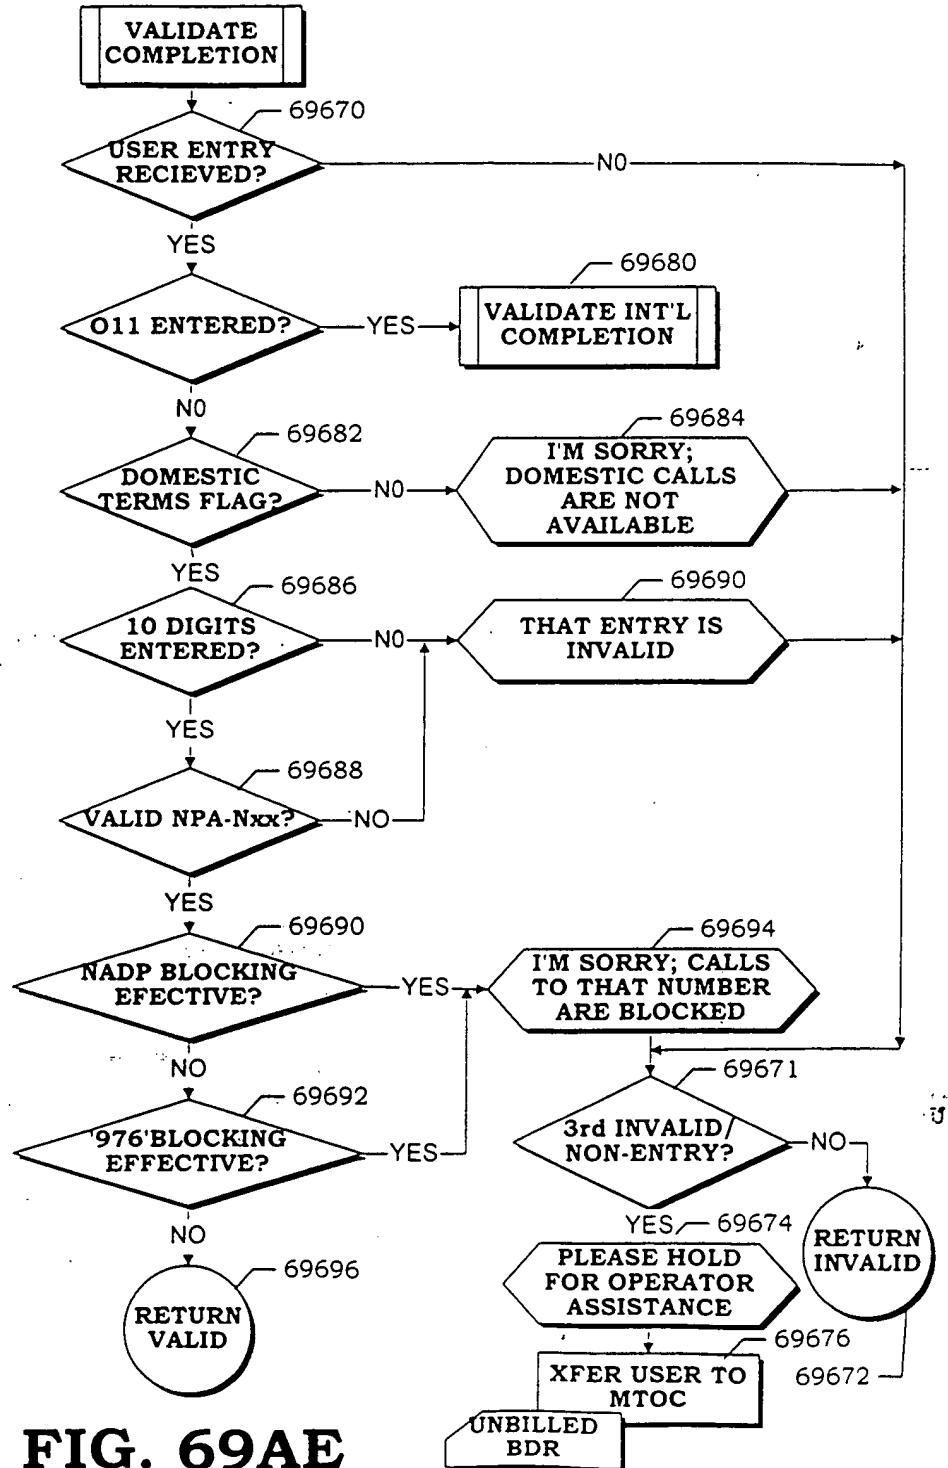 VALIDATE
COMPLETION
69670
USER ENTRY
RECIEVED?
NO
YES
69680
O11 ENTERED?
YES
VALIDATE INT'L
COMPLETION
NO
69682
69684
DOMESTIC
TERMS FLAG?
NO
I'M SORRY;
DOMESTIC CALLS
ARE NOT
AVAILABLE
YES
69686
69690
10 DIGITS
ENTERED?
NO
THAT ENTRY IS
INVALID
YES
69688
VALID NPA-Nxx?
NO
YES
69690
69694
NADP BLOCKING
EFECTIVE?
YES
I'M SORRY; CALLS
TO THAT NUMBER
ARE BLOCKED
NO
69692
69671
'976'BLOCKING
EFFECTIVE?
YES
3rd INVALID/
NON-ENTRY?
NO
NO
YES
69674
RETURN
INVALID
69696
PLEASE HOLD
FOR OPERATOR
ASSISTANCE
RETURN
VALID
69676
69672
XFER USER TO
MTOC
UNBILLED
BDR
FIG. 69AE